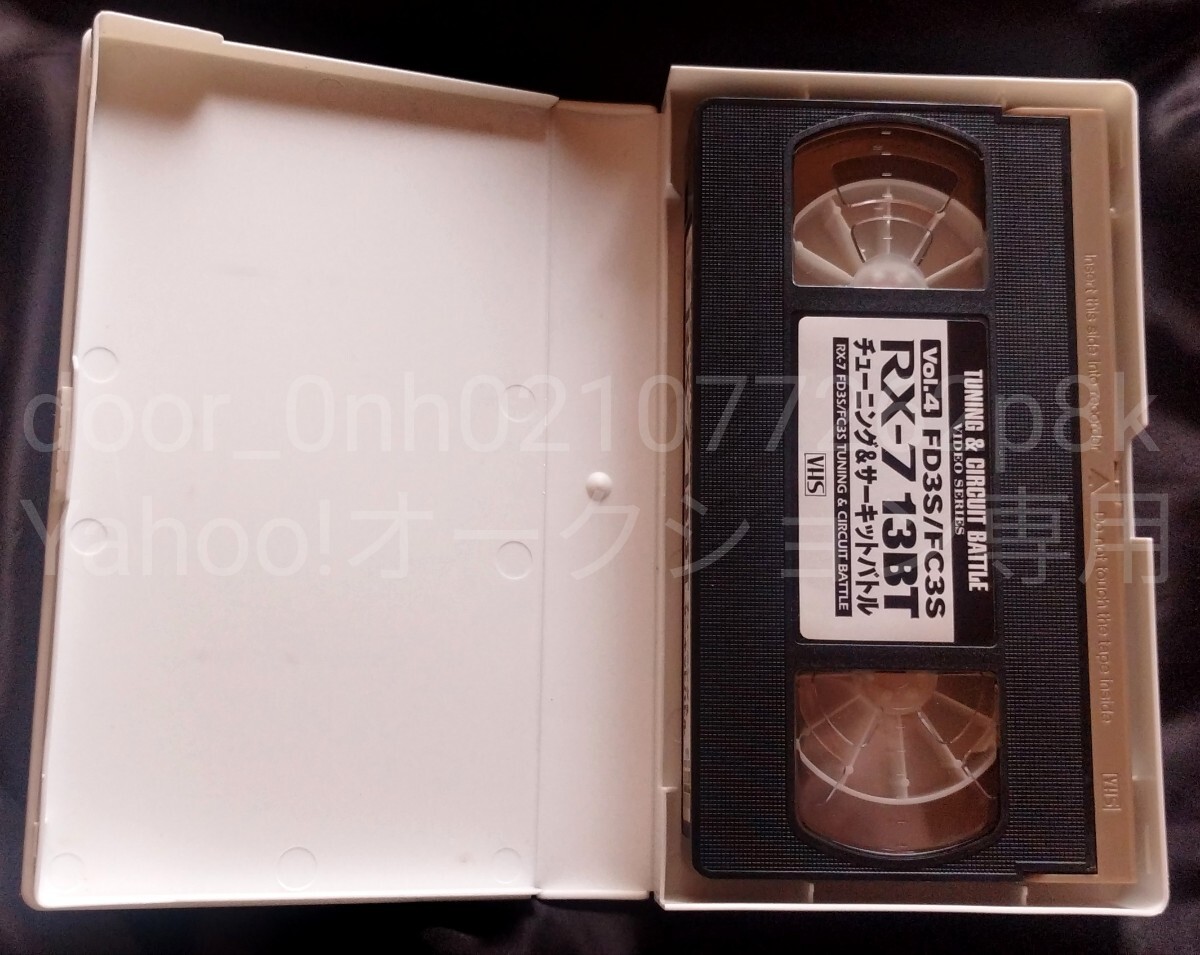 TUNING & CIRCUIT BATTLE
VIDEO SERIES
Vol.4 FD3S/FC3S
RX-7 13BT
チューニング&サーキットバトル
RX-7 FD3S/FC3S TUNING & CIRCUIT BATTLE
VHS
Insert this side into recorder
Do not touch the tape inside
VHS
Yahoo!オークション専用